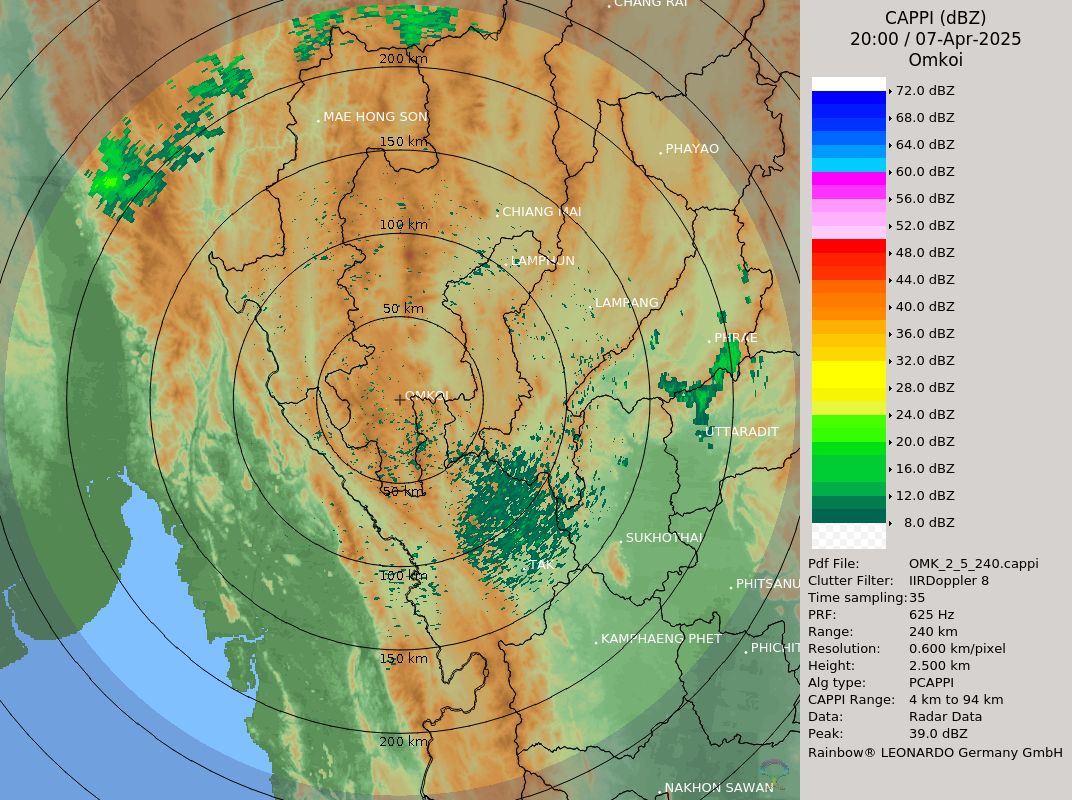 CHANG RAI
200 km
MAE HONG SON
150 km
PHAYAO
CHIANG MAI
100 km
LAMPHUN
LAMPANG
50 km
PHRAE
OMKOI
UTTARADIT
50 km
SUKHOTHAI
TAK
100 km
PHITSANU
KAMPHAENG PHET
PHICHIT
150 km
200 km
NAKHON SAWAN
CAPPI (dBZ)
20:00 / 07-Apr-2025
Omkoi
72.0 dBZ
68.0 dBZ
64.0 dBZ
60.0 dBZ
56.0 dBZ
52.0 dBZ
48.0 dBZ
44.0 dBZ
40.0 dBZ
36.0 dBZ
32.0 dBZ
28.0 dBZ
24.0 dBZ
20.0 dBZ
16.0 dBZ
12.0 dBZ
8.0 dBZ
Pdf File: OMK_2_5_240.cappi
Clutter Filter: IIRDoppler 8
Time sampling: 35
PRF: 625 Hz
Range: 240 km
Resolution: 0.600 km/pixel
Height: 2.500 km
Alg type: PCAPPI
CAPPI Range: 4 km to 94 km
Data: Radar Data
Peak: 39.0 dBZ
Rainbow® LEONARDO Germany GmbH